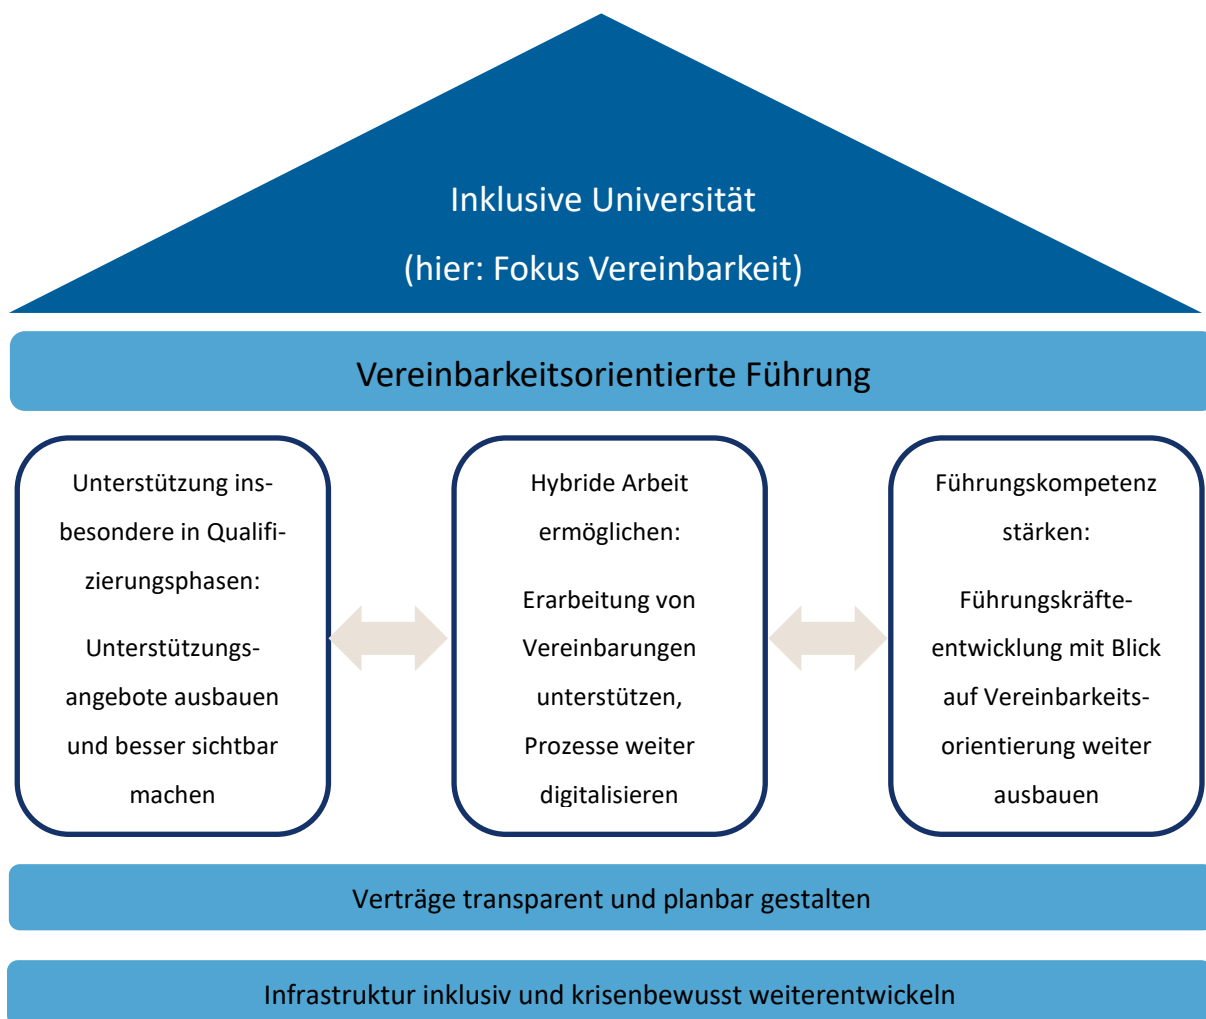 Inklusive Universität
(hier: Fokus Vereinbarkeit)
Vereinbarkeitsorientierte Führung
Unterstützung ins-
besondere in Qualifi-
zierungsphasen:
Unterstützungs-
angebote ausbauen
und besser sichtbar
machen
Hybride Arbeit
ermöglichen:
Erarbeitung von
Vereinbarungen
unterstützen,
Prozesse weiter
digitalisieren
Führungskompetenz
stärken:
Führungskräfte-
entwicklung mit Blick
auf Vereinbarkeits-
orientierung weiter
ausbauen
Verträge transparent und planbar gestalten
Infrastruktur inklusiv und krisenbewusst weiterentwickeln